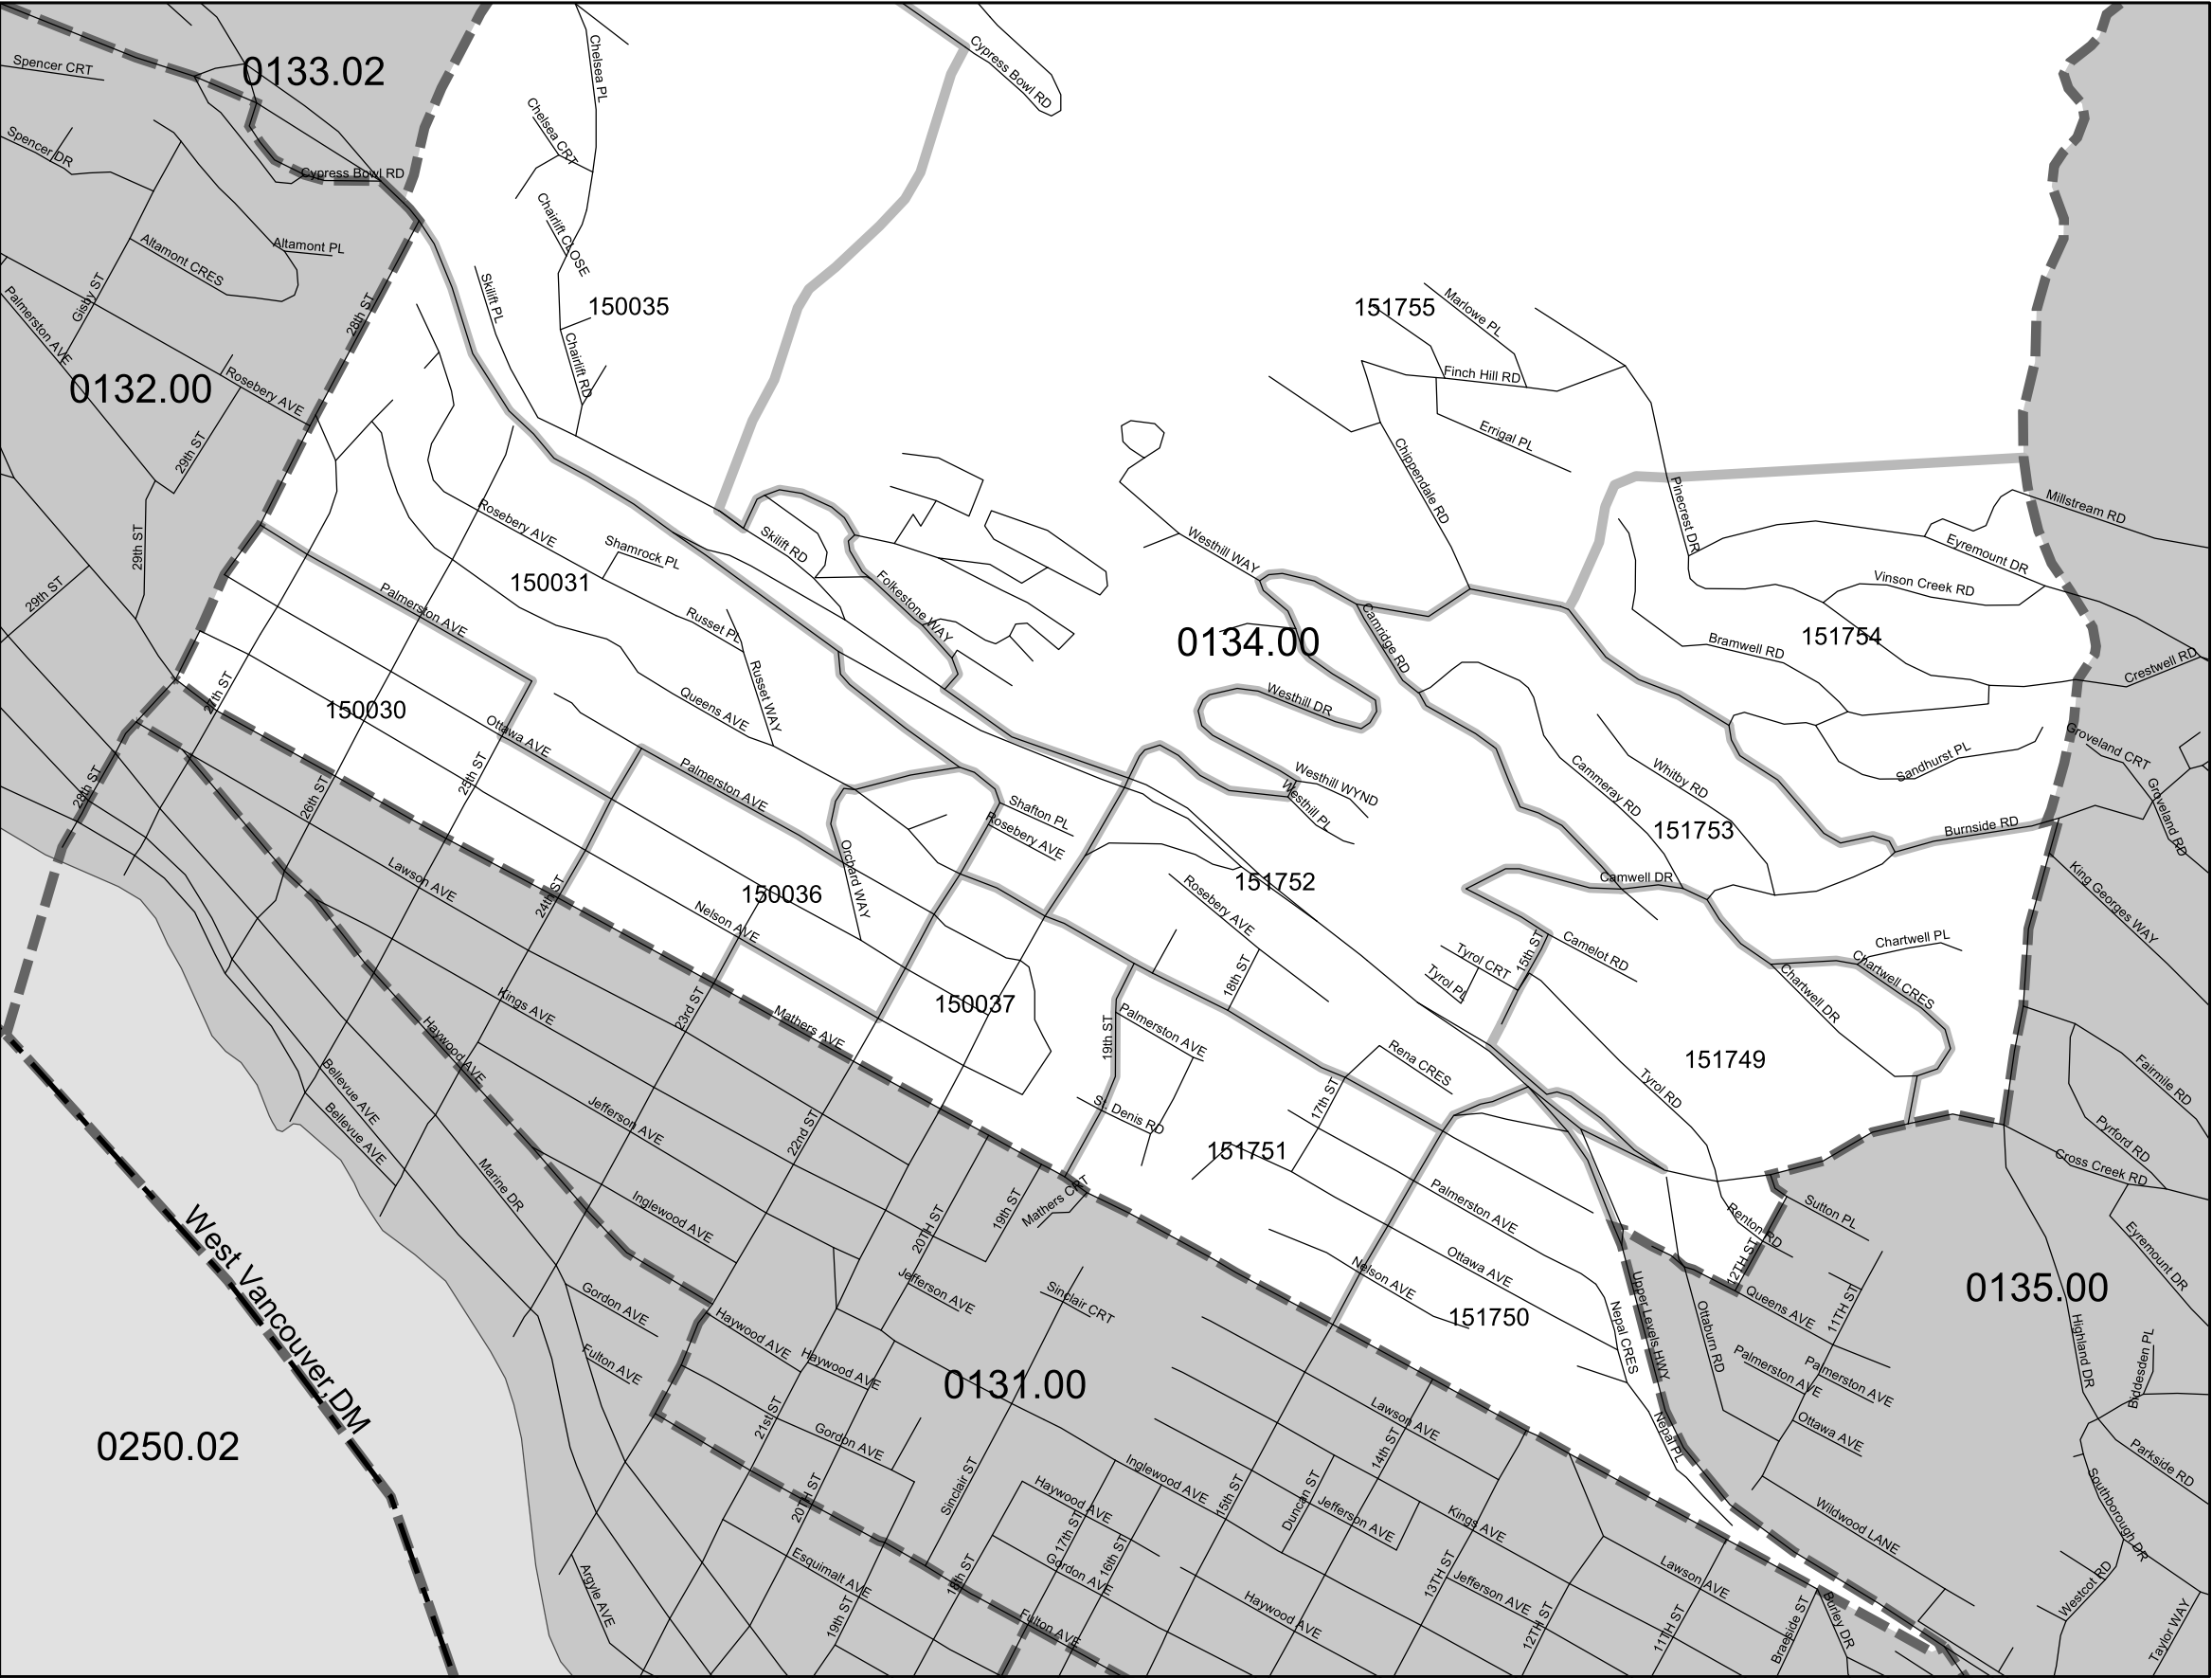 Cypress Bowl RD
Chelsea PL
Spencer CRT
0133.02
Chelsea CRT
Spencer DR
Cypress Bowl RD
Chairlift CLOSE
Altamont PL
Altamont CRES
Gisby ST
28th ST
Skilift PL
150035
Palmerston AVE
Marlowe PL
151755
Chairlift RD
Finch Hill RD
0132.00
Rosebery AVE
29th ST
Errigal PL
Chippendale RD
Pinecrest DR
Millstream RD
Rosebery AVE
29th ST
Shamrock PL
Skilift RD
Westhill WAY
Eyremount DR
150031
Folkestone WAY
Vinson Creek RD
29th ST
Palmerston AVE
Russet PL
Camridge RD
0134.00
Bramwell RD
151754
Crestwell RD
27th ST
150030
Queens AVE
Russet WAY
Westhill DR
Ottawa AVE
Groveland CRT
Groveland RD
Sandhurst PL
28th ST
26th ST
25th ST
Palmerston AVE
Westhill WYND
Westhill PL
Cammeray RD
Whitby RD
Shafton PL
Rosebery AVE
151753
Burnside RD
Lawson AVE
24th ST
Orchard WAY
150036
151752
Camwell DR
Rosebery AVE
King Georges WAY
Nelson AVE
18th ST
Tyrol CRT
Tyrol PL
15th ST
Camelot RD
Chartwell PL
Chartwell CRES
Chartwell DR
Kings AVE
23rd ST
Mathers AVE
150037
Haywood AVE
Palmerston AVE
19th ST
Rena CRES
151749
Fairmile RD
Bellevue AVE
Bellevue AVE
Jefferson AVE
22nd ST
St. Denis RD
17th ST
Tyrol RD
Pyrford RD
Cross Creek RD
151751
Marine DR
Inglewood AVE
20TH ST
19th ST
Mathers CRT
Palmerston AVE
Renton RD
Sutton PL
12TH ST
Eyremount DR
West Vancouver,DM
Gordon AVE
Jefferson AVE
Sinclair CRT
Nelson AVE
Ottawa AVE
151750
Nepal CRES
Upper Levels HWY
Queens AVE
11TH ST
0135.00
Highland DR
Ottaburn RD
Haywood AVE
Haywood AVE
Fulton AVE
0131.00
Palmerston AVE
Palmerston AVE
Biddesden PL
21st ST
Gordon AVE
Lawson AVE
14th ST
Nepal PL
Ottawa AVE
0250.02
Parkside RD
20TH ST
Sinclair ST
Haywood AVE
Inglewood AVE
15th ST
Duncan ST
Jefferson AVE
Kings AVE
Wildwood LANE
Southborough DR
17th ST
16th ST
Esquimalt AVE
18th ST
Gordon AVE
13TH ST
Jefferson AVE
Lawson AVE
Westcot RD
Argyle AVE
19th ST
Fulton AVE
Haywood AVE
12TH ST
11TH ST
Braeside ST
Burley DR
Taylor WAY